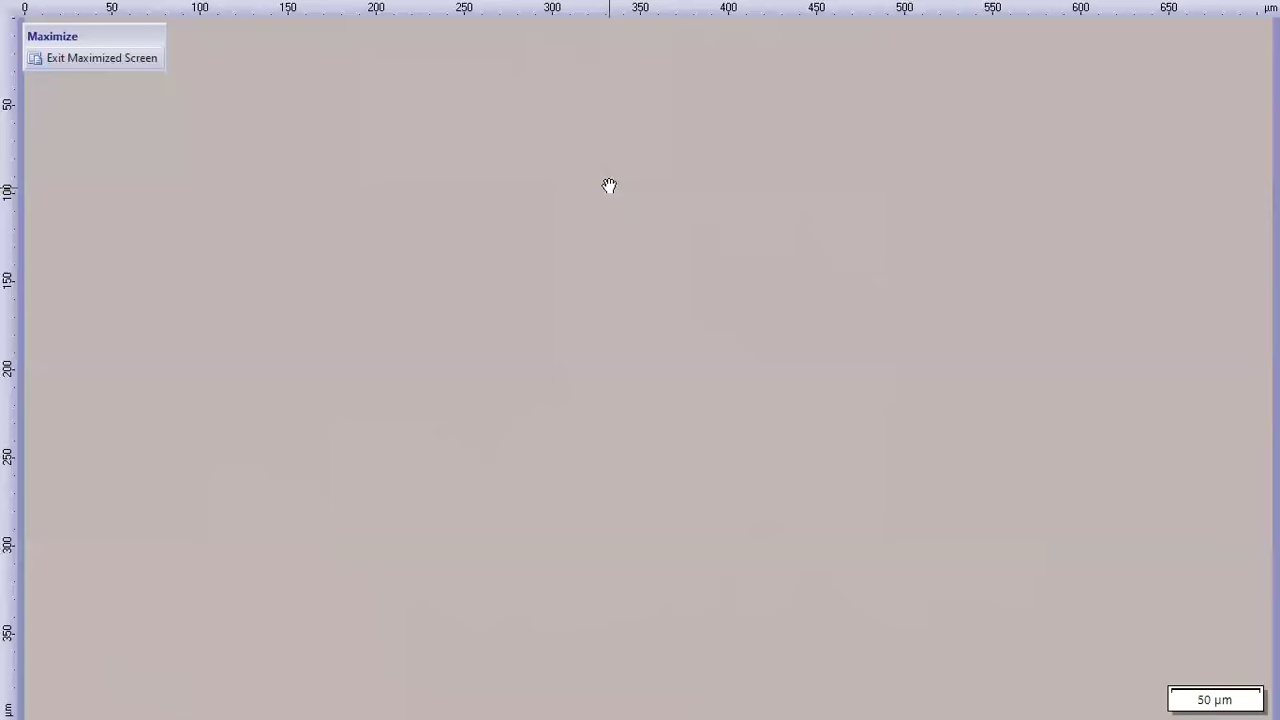 0 50 100 150 200 250 300 350 400 450 500 550 600 650 µm
Maximize
Exit Maximized Screen
50
100
150
200
250
300
350
µm
50 µm